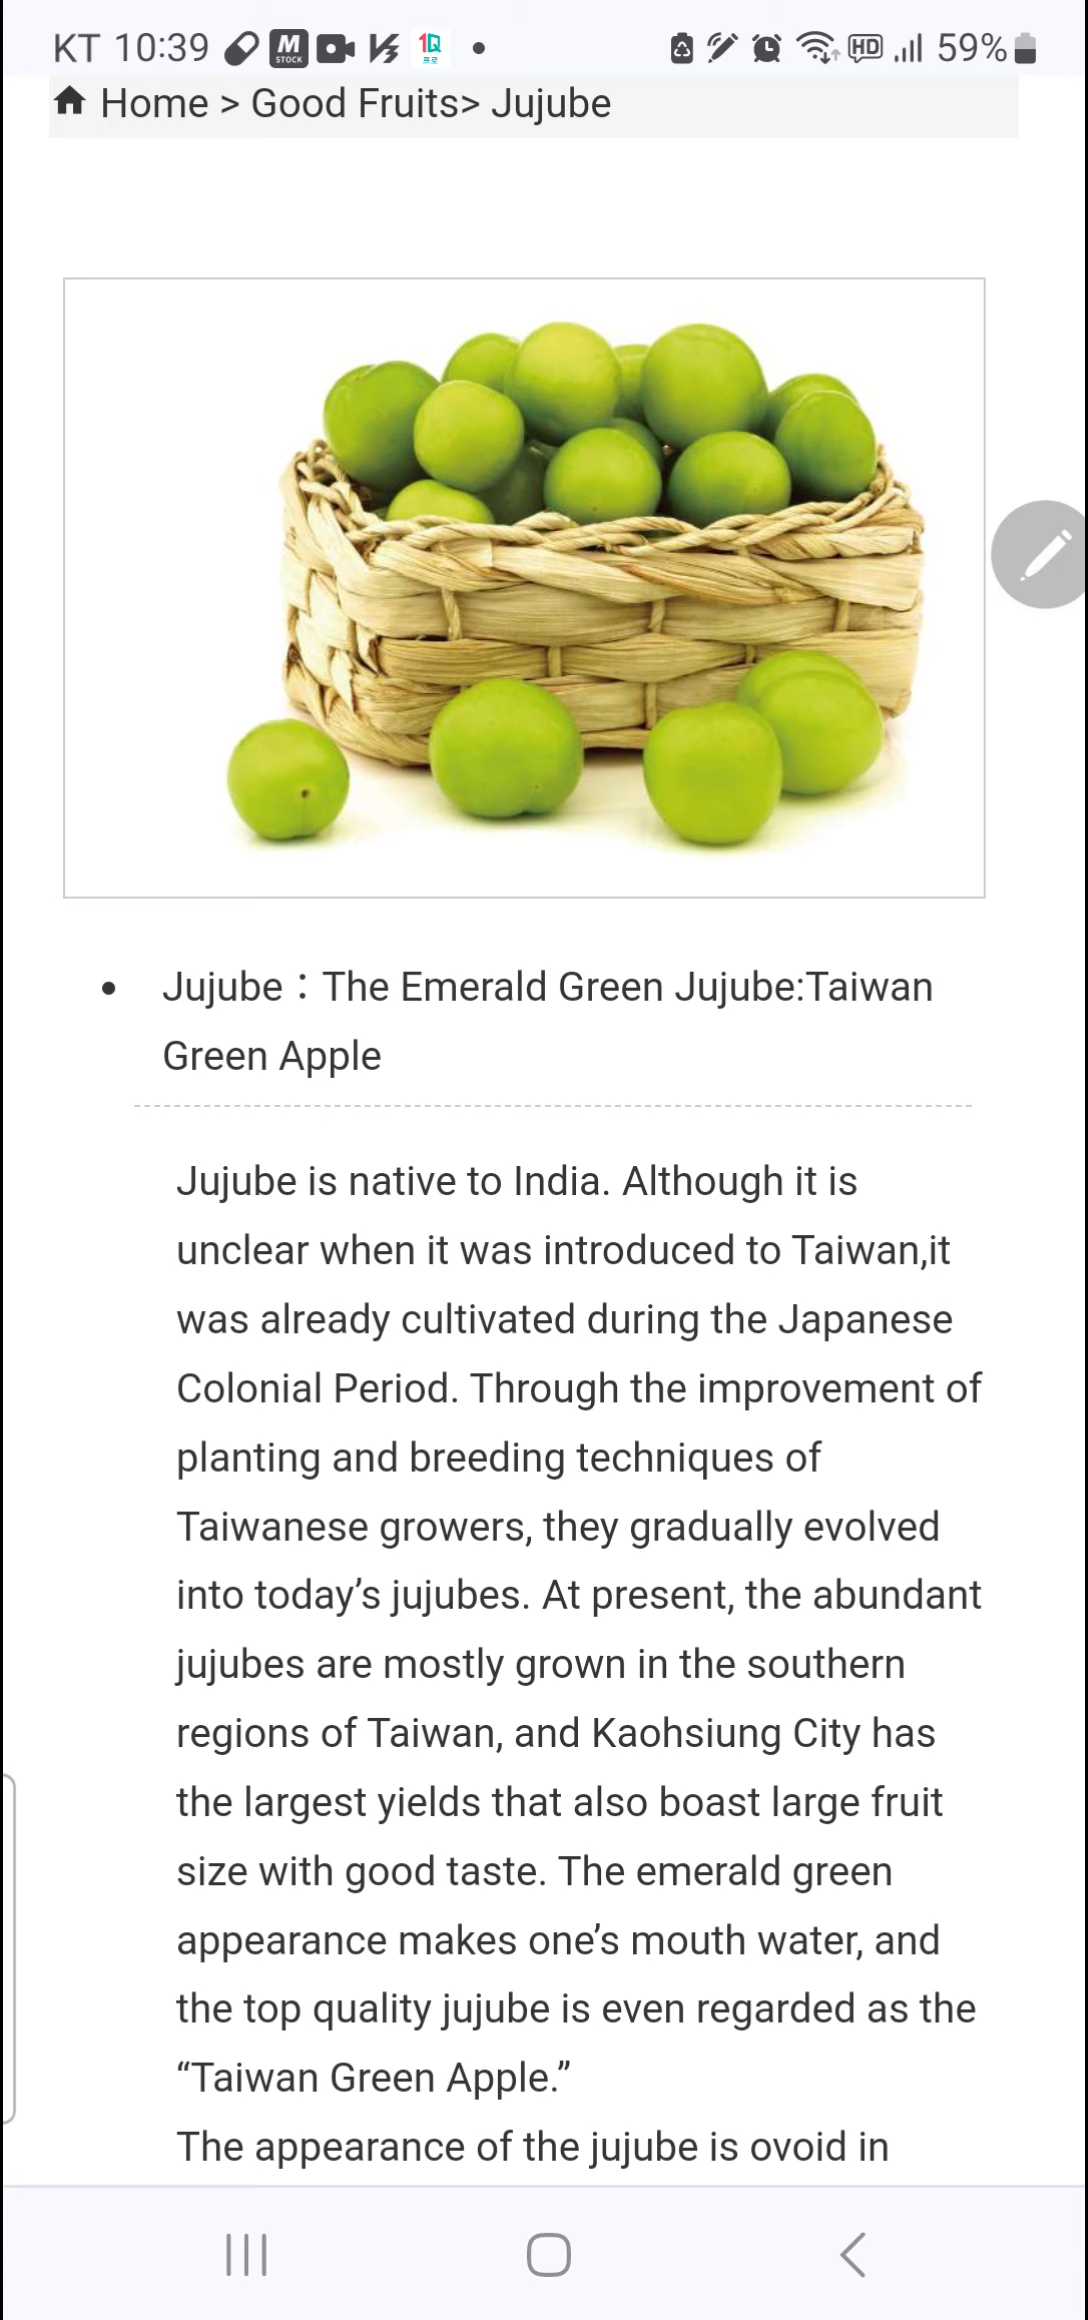 KT 10:39 M STOCK 1Q 프로 HD 59%
Home > Good Fruits> Jujube
• Jujube：The Emerald Green Jujube:Taiwan
Green Apple
Jujube is native to India. Although it is
unclear when it was introduced to Taiwan,it
was already cultivated during the Japanese
Colonial Period. Through the improvement of
planting and breeding techniques of
Taiwanese growers, they gradually evolved
into today’s jujubes. At present, the abundant
jujubes are mostly grown in the southern
regions of Taiwan, and Kaohsiung City has
the largest yields that also boast large fruit
size with good taste. The emerald green
appearance makes one’s mouth water, and
the top quality jujube is even regarded as the
“Taiwan Green Apple.”
The appearance of the jujube is ovoid in